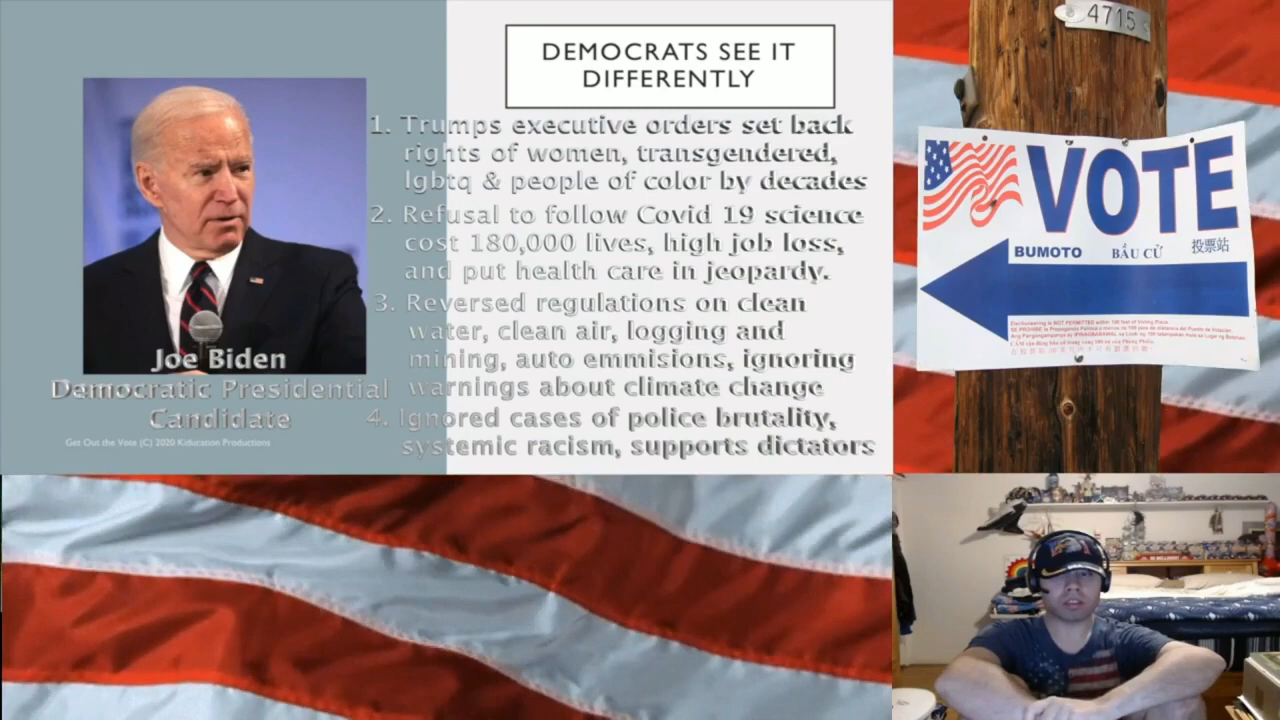 DEMOCRATS SEE IT
DIFFERENTLY
1. Trumps executive orders set back
rights of women, transgendered,
lgbtq & people of color by decades
2. Refusal to follow Covid 19 science
cost 180,000 lives, high job loss,
and put health care in jeopardy.
3. Reversed regulations on clean
water, clean air, logging and
mining, auto emmisions, ignoring
warnings about climate change
4. Ignored cases of police brutality,
systemic racism, supports dictators
Joe Biden
Democratic Presidential
Candidate
Get Out the Vote (C) 2020 Kiducation Productions
4715
VOTE
BUMOTO BẦU CỬ 投票站